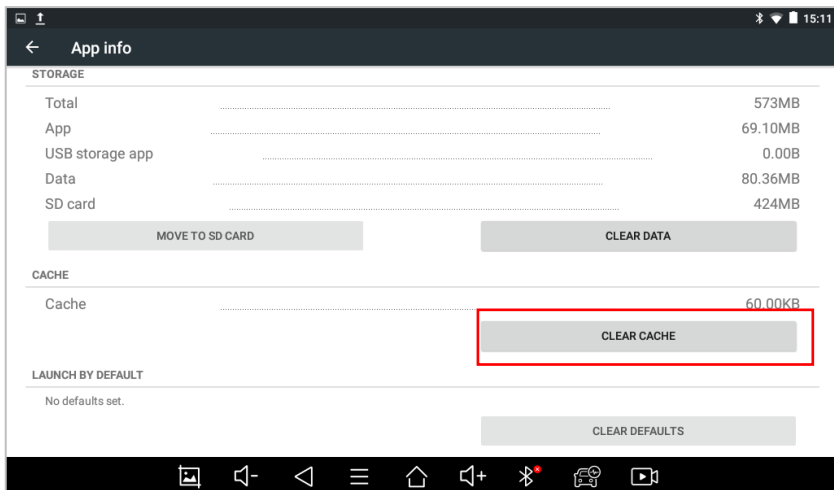 15:11
App info
STORAGE
Total 573MB
App 69.10MB
USB storage app 0.00B
Data 80.36MB
SD card 424MB
MOVE TO SD CARD CLEAR DATA
CACHE
Cache 60.00KB
CLEAR CACHE
LAUNCH BY DEFAULT
No defaults set.
CLEAR DEFAULTS